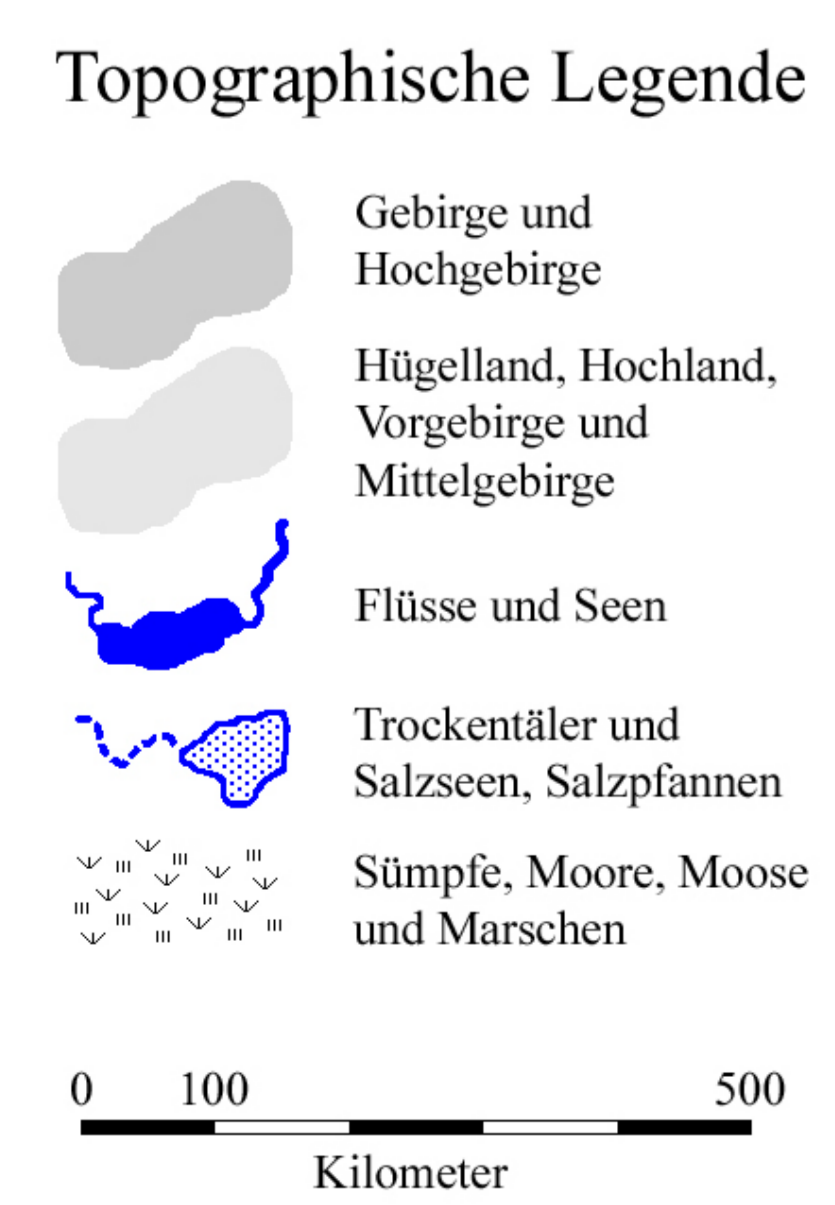 Topographische Legende
Gebirge und
Hochgebirge
Hügelland, Hochland,
Vorgebirge und
Mittelgebirge
Flüsse und Seen
Trockentäler und
Salzseen, Salzpfannen
Sümpfe, Moore, Moose
und Marschen
0 100 500
Kilometer